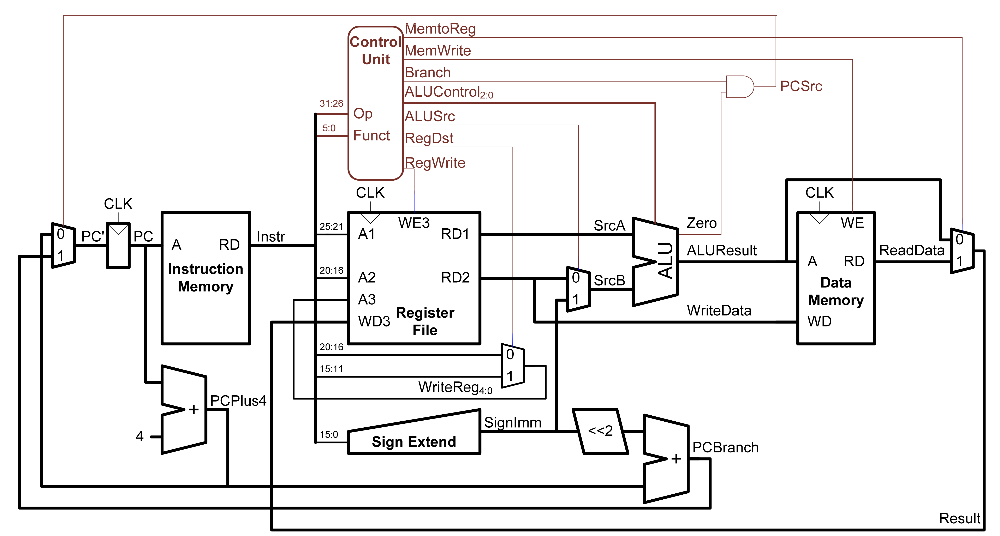 MemtoReg
Control
Unit
MemWrite
Branch
PCSrc
ALUControl2:0
31:26
Op
ALUSrc
5:0
Funct
RegDst
RegWrite
CLK
CLK
CLK
WE3
WE
25:21
A1
RD1
SrcA
Zero
0
1
PC'
PC
A
RD
Instruction
Memory
Instr
20:16
A2
RD2
0
1
SrcB
ALU
ALUResult
A
RD
Data
Memory
ReadData
0
1
A3
WD3
Register
File
WriteData
WD
20:16
0
15:11
1
WriteReg4:0
PCPlus4
+
4
15:0
Sign Extend
SignImm
<<2
+
PCBranch
Result